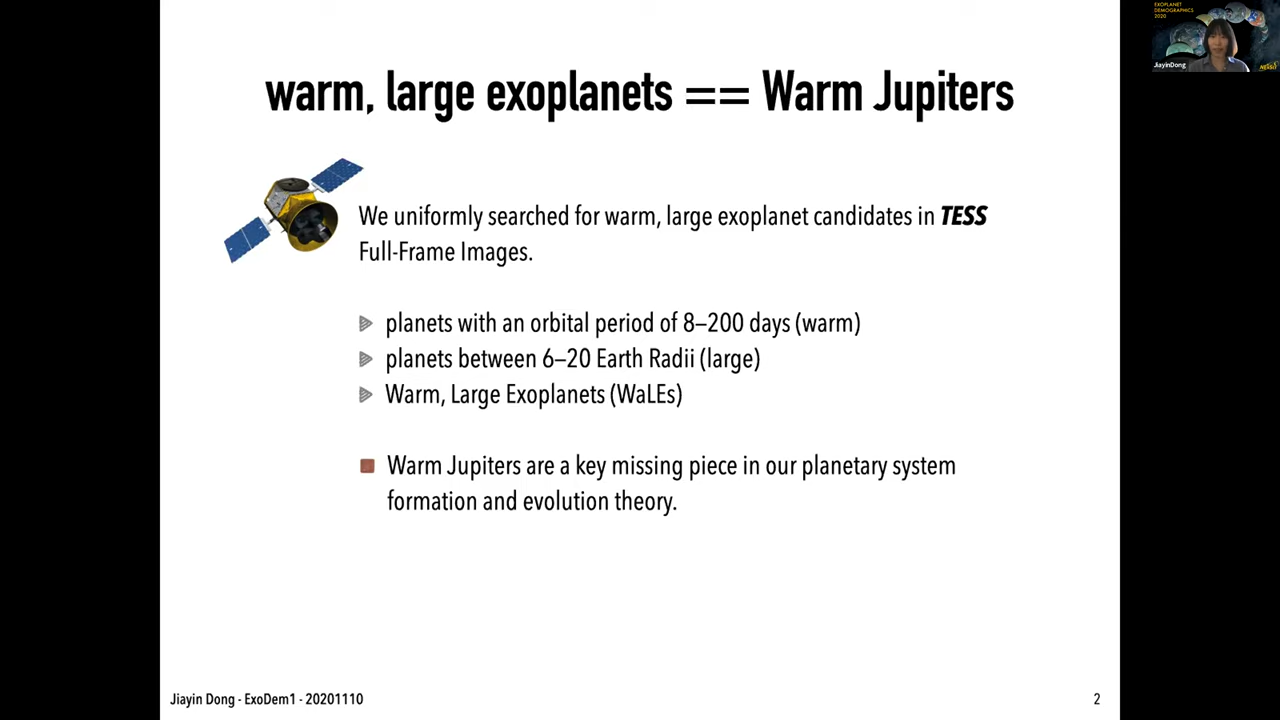 EXOPLANET
DEMOGRAPHICS
2020
JiayinDong
warm, large exoplanets == Warm Jupiters
We uniformly searched for warm, large exoplanet candidates in TESS
Full-Frame Images.
planets with an orbital period of 8–200 days (warm)
planets between 6–20 Earth Radii (large)
Warm, Large Exoplanets (WaLEs)
Warm Jupiters are a key missing piece in our planetary system
formation and evolution theory.
Jiayin Dong - ExoDem1 - 20201110
2